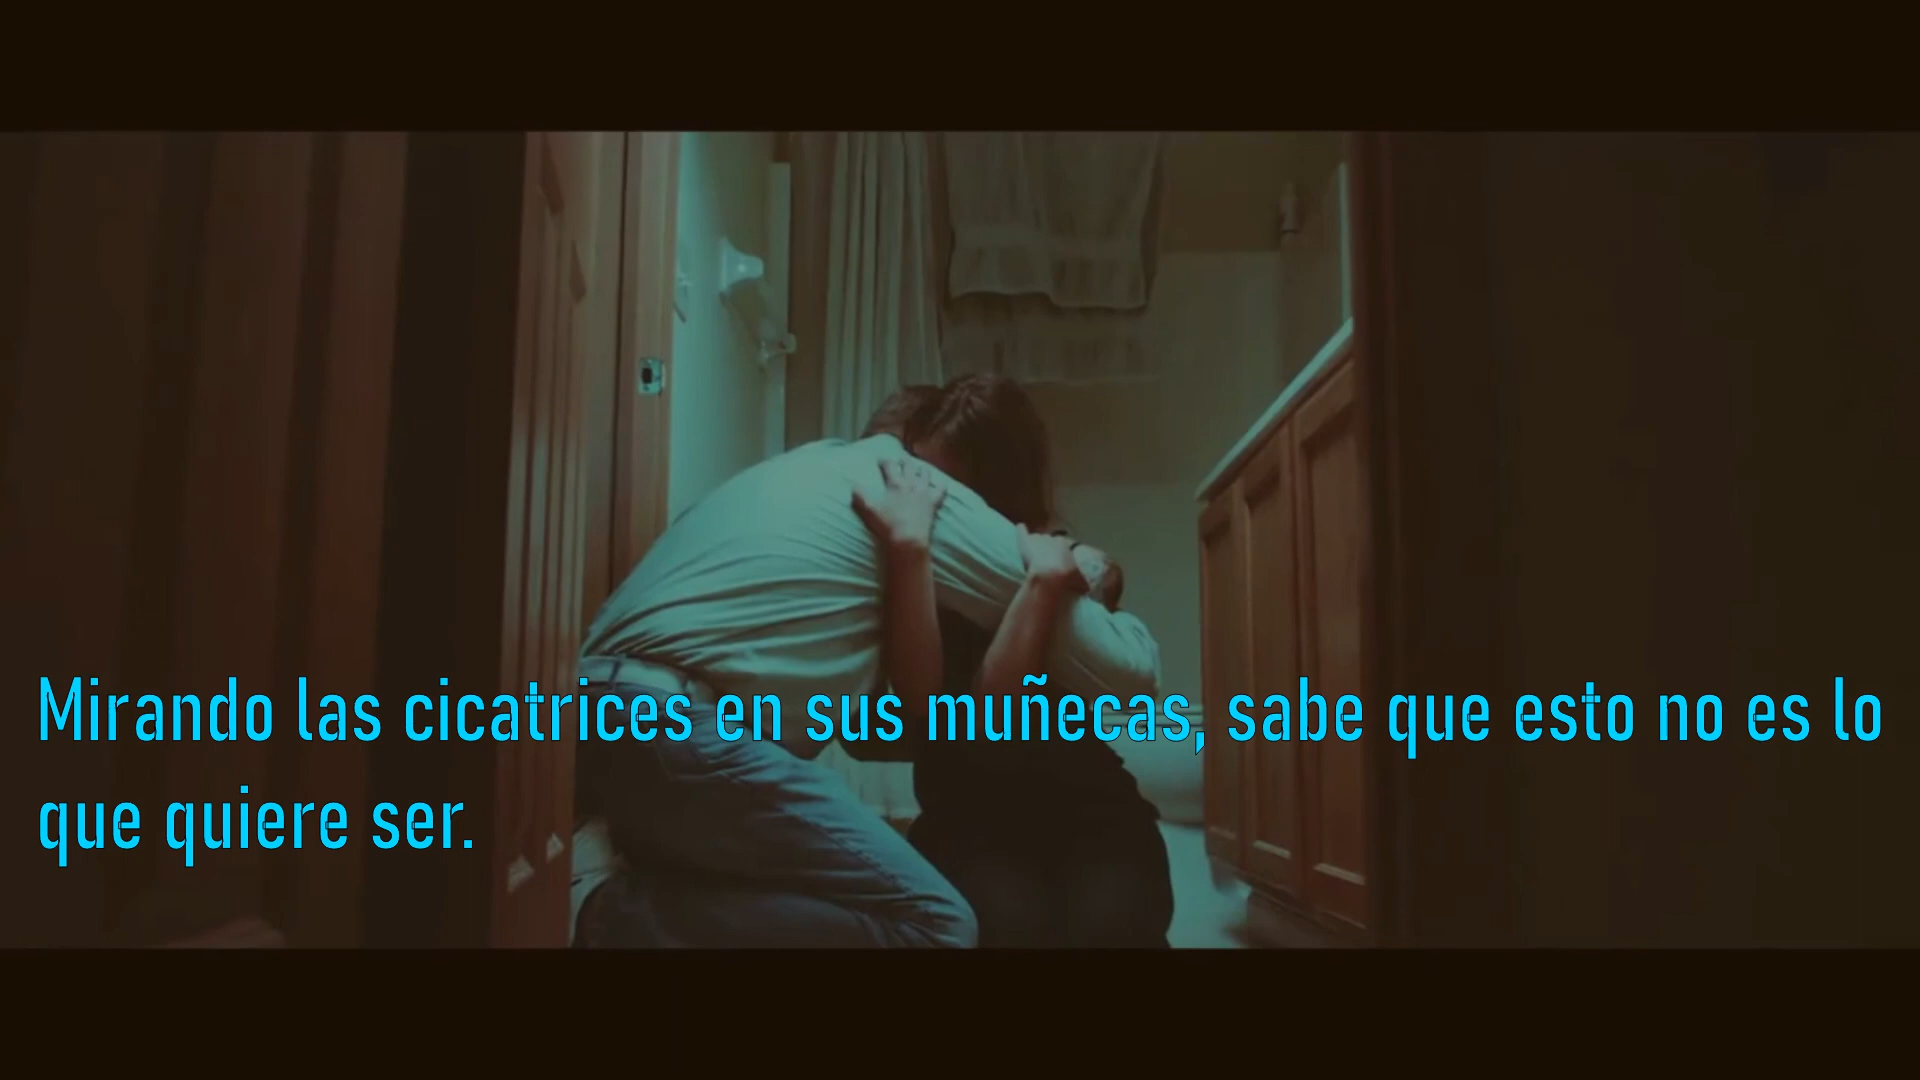 Mirando las cicatrices en sus muñecas, sabe que esto no es lo
que quiere ser.